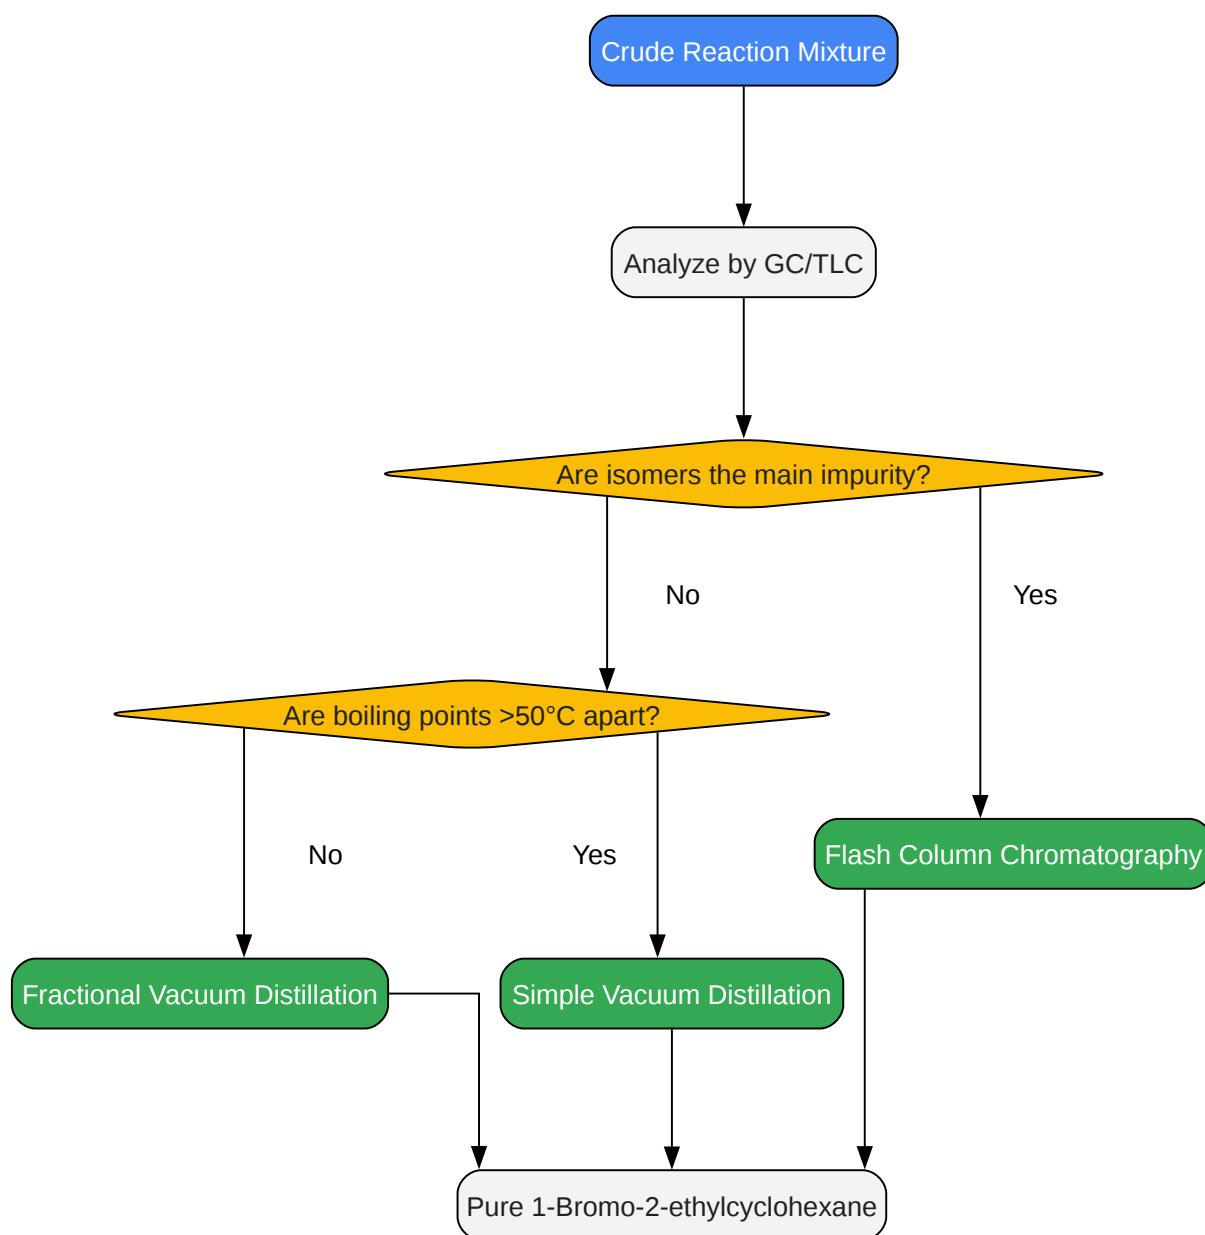 Crude Reaction Mixture
Analyze by GC/TLC
Are isomers the main impurity?
No
Yes
Are boiling points >50°C apart?
No
Yes
Flash Column Chromatography
Fractional Vacuum Distillation
Simple Vacuum Distillation
Pure 1-Bromo-2-ethylcyclohexane